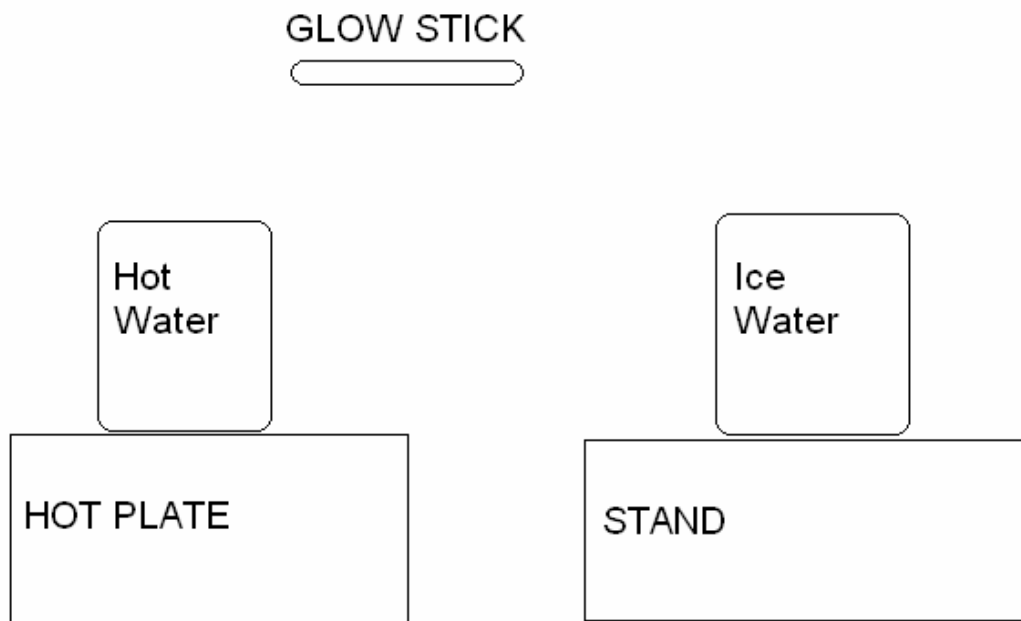 GLOW STICK
Hot
Water
Ice
Water
HOT PLATE
STAND